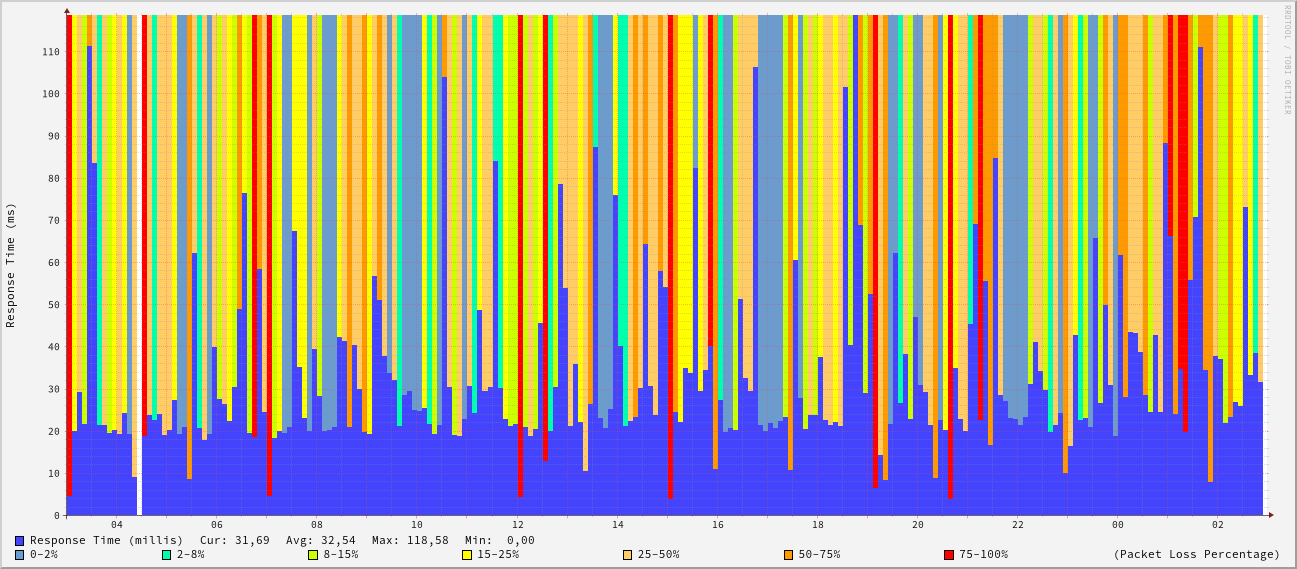 RRDTOOL / TOBI OETIKER
Response Time (ms)
110
100
90
80
70
60
50
40
30
20
10
0
04 06 08 10 12 14 16 18 20 22 00 02
Response Time (millis) Cur: 31,69 Avg: 32,54 Max: 118,58 Min: 0,00
0-2% 2-8% 8-15% 15-25% 25-50% 50-75% 75-100% (Packet Loss Percentage)